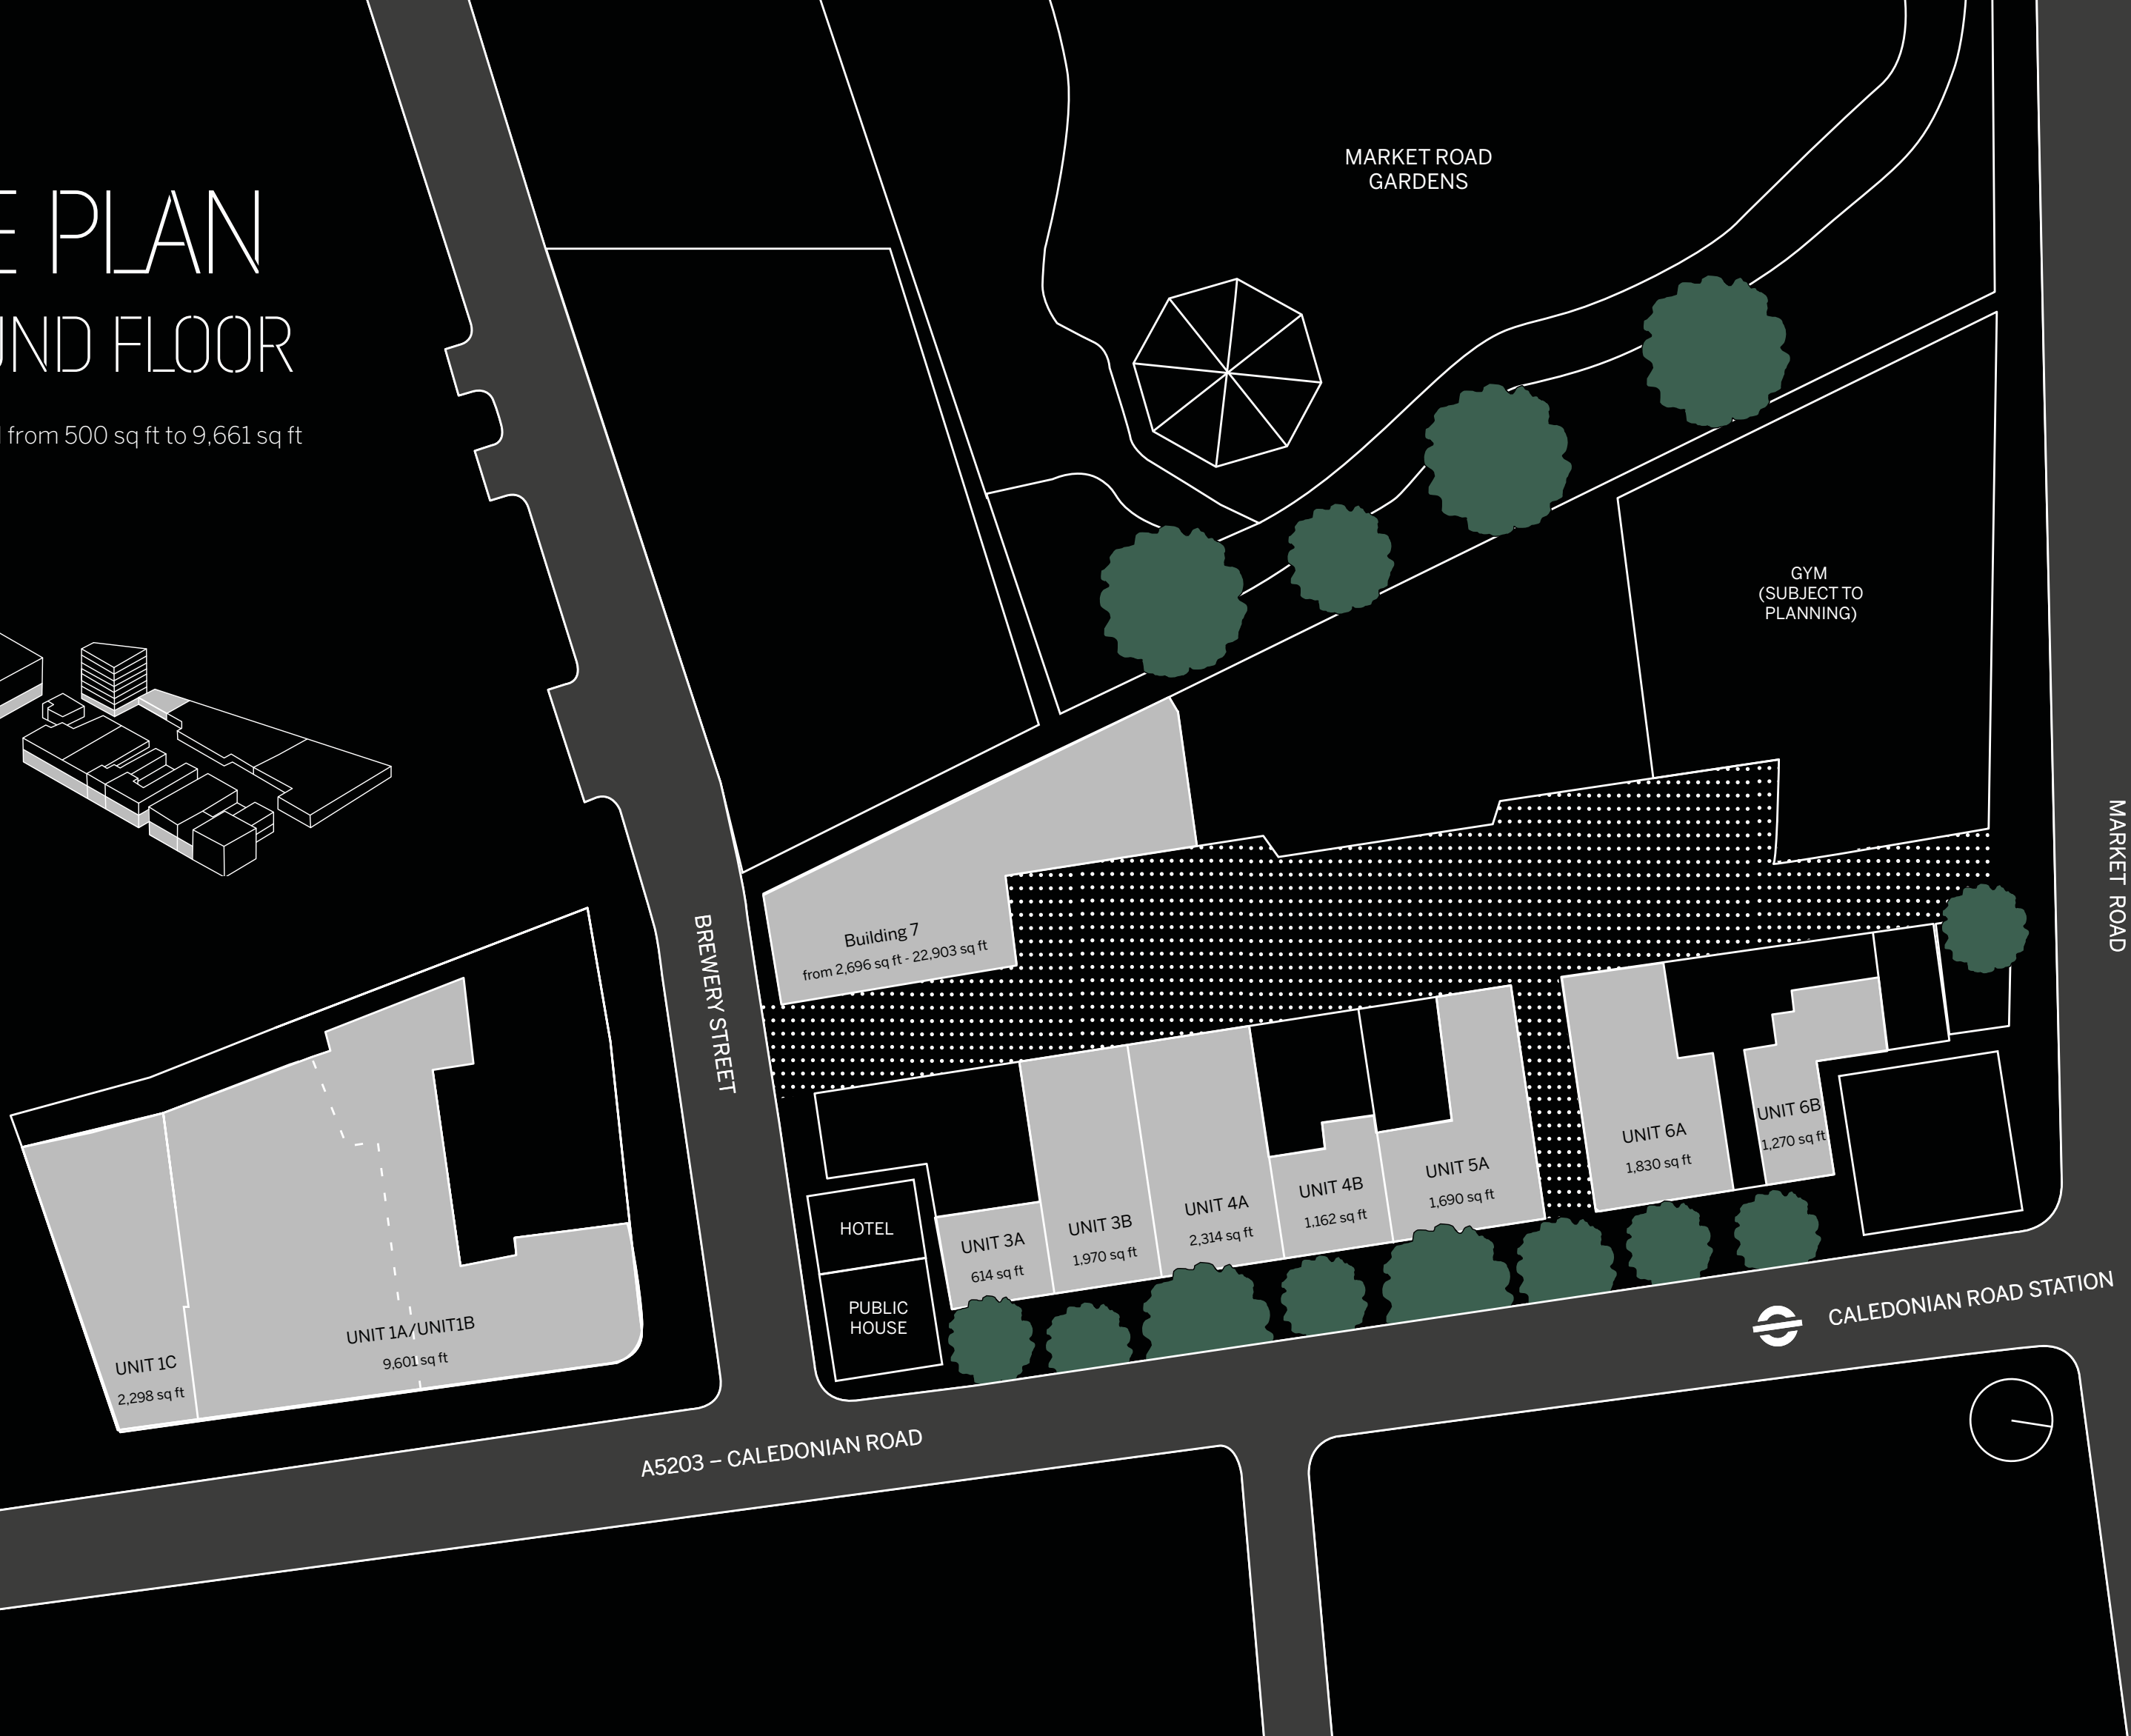 E PLAN
UND FLOOR
from 500 sq ft to 9,661 sq ft
MARKET ROAD
GARDENS
GYM
(SUBJECT TO
PLANNING)
MARKET ROAD
BREWERY STREET
Building 7
from 2,696 sq ft - 22,903 sq ft
UNIT 6B
1,270 sq ft
UNIT 6A
1,830 sq ft
UNIT 5A
1,690 sq ft
UNIT 4B
1,162 sq ft
UNIT 4A
2,314 sq ft
UNIT 3B
1,970 sq ft
UNIT 3A
614 sq ft
HOTEL
PUBLIC
HOUSE
UNIT 1A/UNIT1B
9,601 sq ft
UNIT 1C
2,298 sq ft
CALEDONIAN ROAD STATION
A5203 – CALEDONIAN ROAD